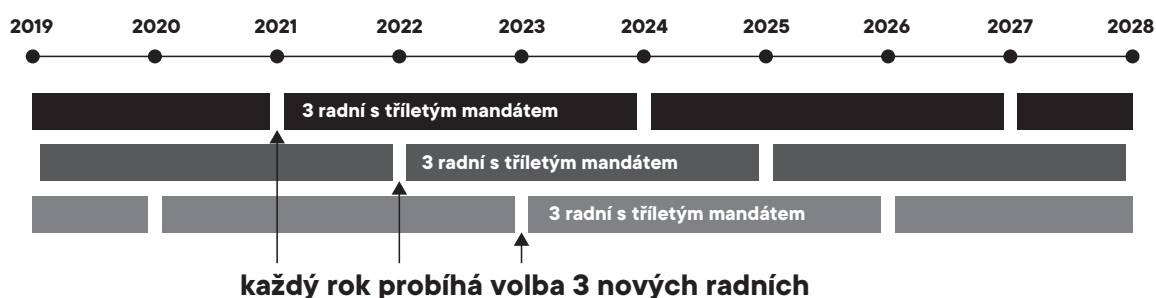 2019 2020 2021 2022 2023 2024 2025 2026 2027 2028
3 radní s tříletým mandátem
3 radní s tříletým mandátem
3 radní s tříletým mandátem
každý rok probíhá volba 3 nových radních